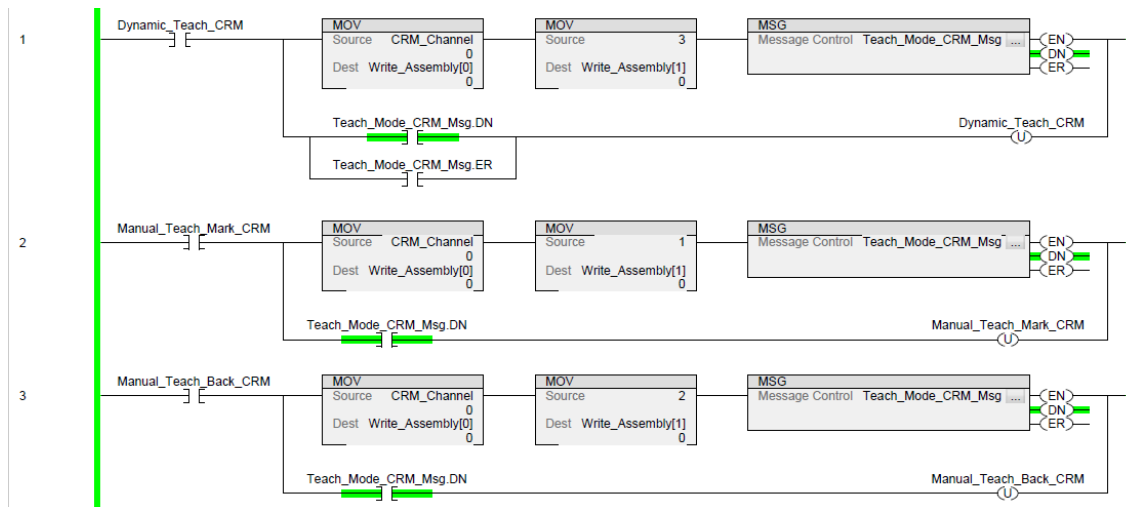 Dynamic_Teach_CRM
1
MOV
Source CRM_Channel
0
Dest Write_Assembly[0]
0
MOV
Source 3
Dest Write_Assembly[1]
0
MSG
Message Control Teach_Mode_CRM_Msg ...
EN
DN
ER
Teach_Mode_CRM_Msg.DN
Dynamic_Teach_CRM
U
Teach_Mode_CRM_Msg.ER
Manual_Teach_Mark_CRM
2
MOV
Source CRM_Channel
0
Dest Write_Assembly[0]
0
MOV
Source 1
Dest Write_Assembly[1]
0
MSG
Message Control Teach_Mode_CRM_Msg ...
EN
DN
ER
Teach_Mode_CRM_Msg.DN
Manual_Teach_Mark_CRM
U
Manual_Teach_Back_CRM
3
MOV
Source CRM_Channel
0
Dest Write_Assembly[0]
0
MOV
Source 2
Dest Write_Assembly[1]
0
MSG
Message Control Teach_Mode_CRM_Msg ...
EN
DN
ER
Teach_Mode_CRM_Msg.DN
Manual_Teach_Back_CRM
U